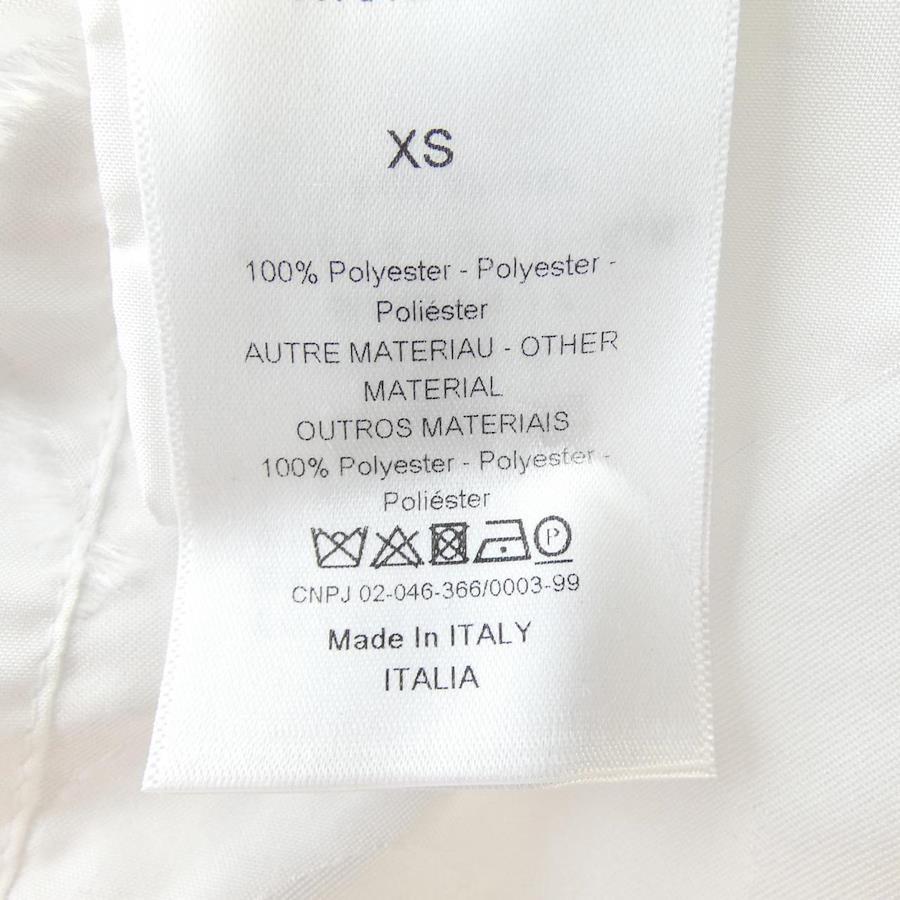 XS
100% Polyester - Polyester -
Poliéster
AUTRE MATERIAU - OTHER
MATERIAL
OUTROS MATERIAIS
100% Polyester - Polyester -
Poliéster
P
CNPJ 02-046-366/0003-99
Made In ITALY
ITALIA